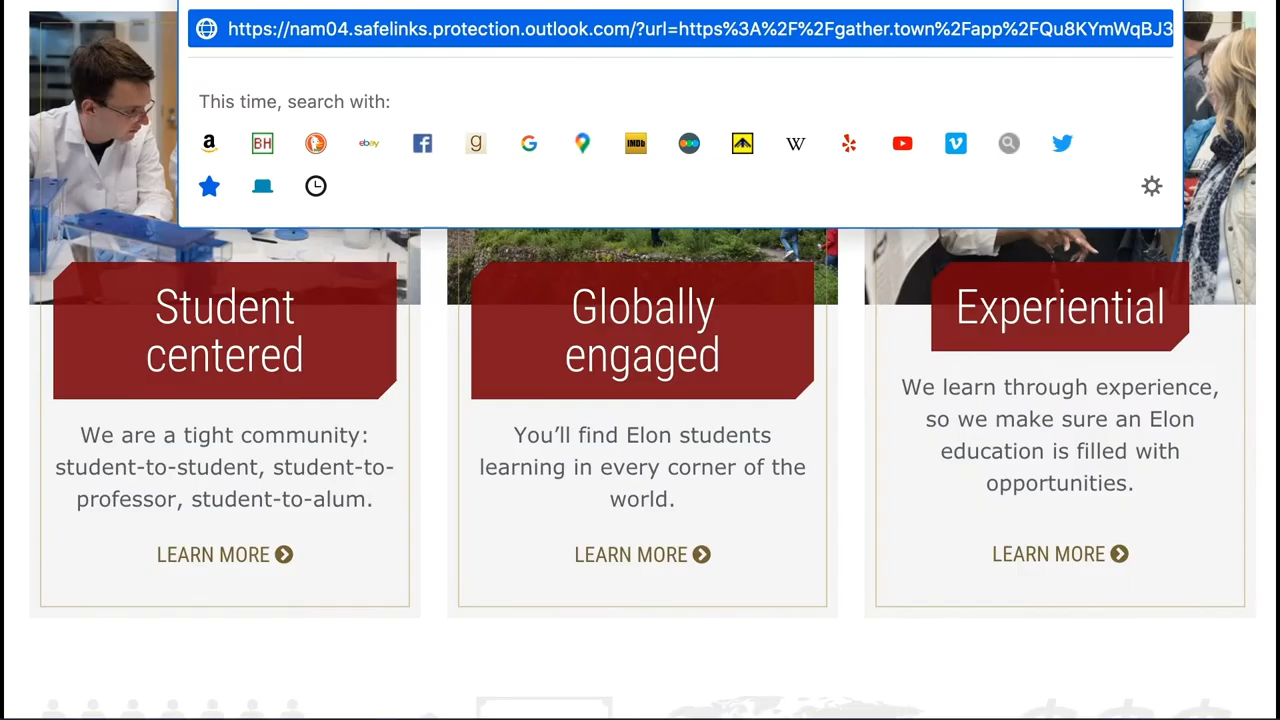 https://nam04.safelinks.protection.outlook.com/?url=https%3A%2F%2Fgather.town%2Fapp%2FQu8KYmWqBJ3
This time, search with:
a BH ebay f g G IMDb W
Student
centered
We are a tight community:
student-to-student, student-to-
professor, student-to-alum.
LEARN MORE
Globally
engaged
You’ll find Elon students
learning in every corner of the
world.
LEARN MORE
Experiential
We learn through experience,
so we make sure an Elon
education is filled with
opportunities.
LEARN MORE